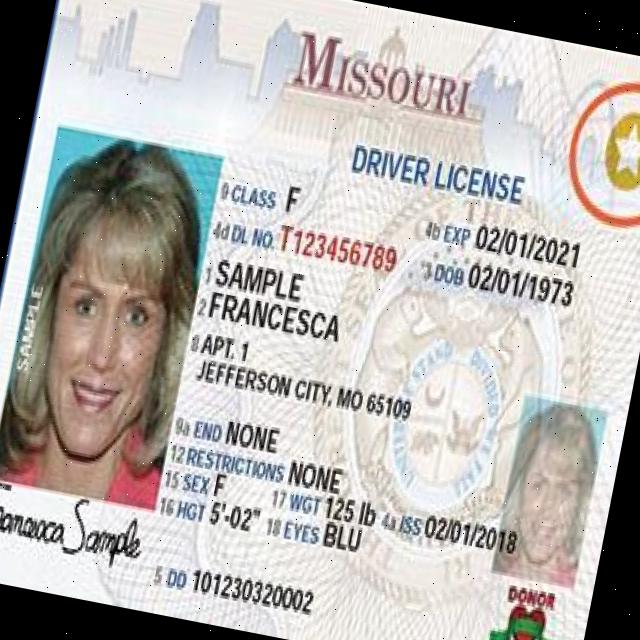 MISSOURI
DRIVER LICENSE
9 CLASS F
4d DL NO. T123456789 4b EXP 02/01/2021
1 SAMPLE 3 DOB 02/01/1973
2 FRANCESCA
8 APT. 1
JEFFERSON CITY, MO 65109
9a END NONE
12 RESTRICTIONS NONE
15 SEX F 17 WGT 125 lb 4a ISS 02/01/2018
16 HGT 5'-02" 18 EYES BLU
5 DD 101230320002
SAMPLE
Francesca Sample
DONOR